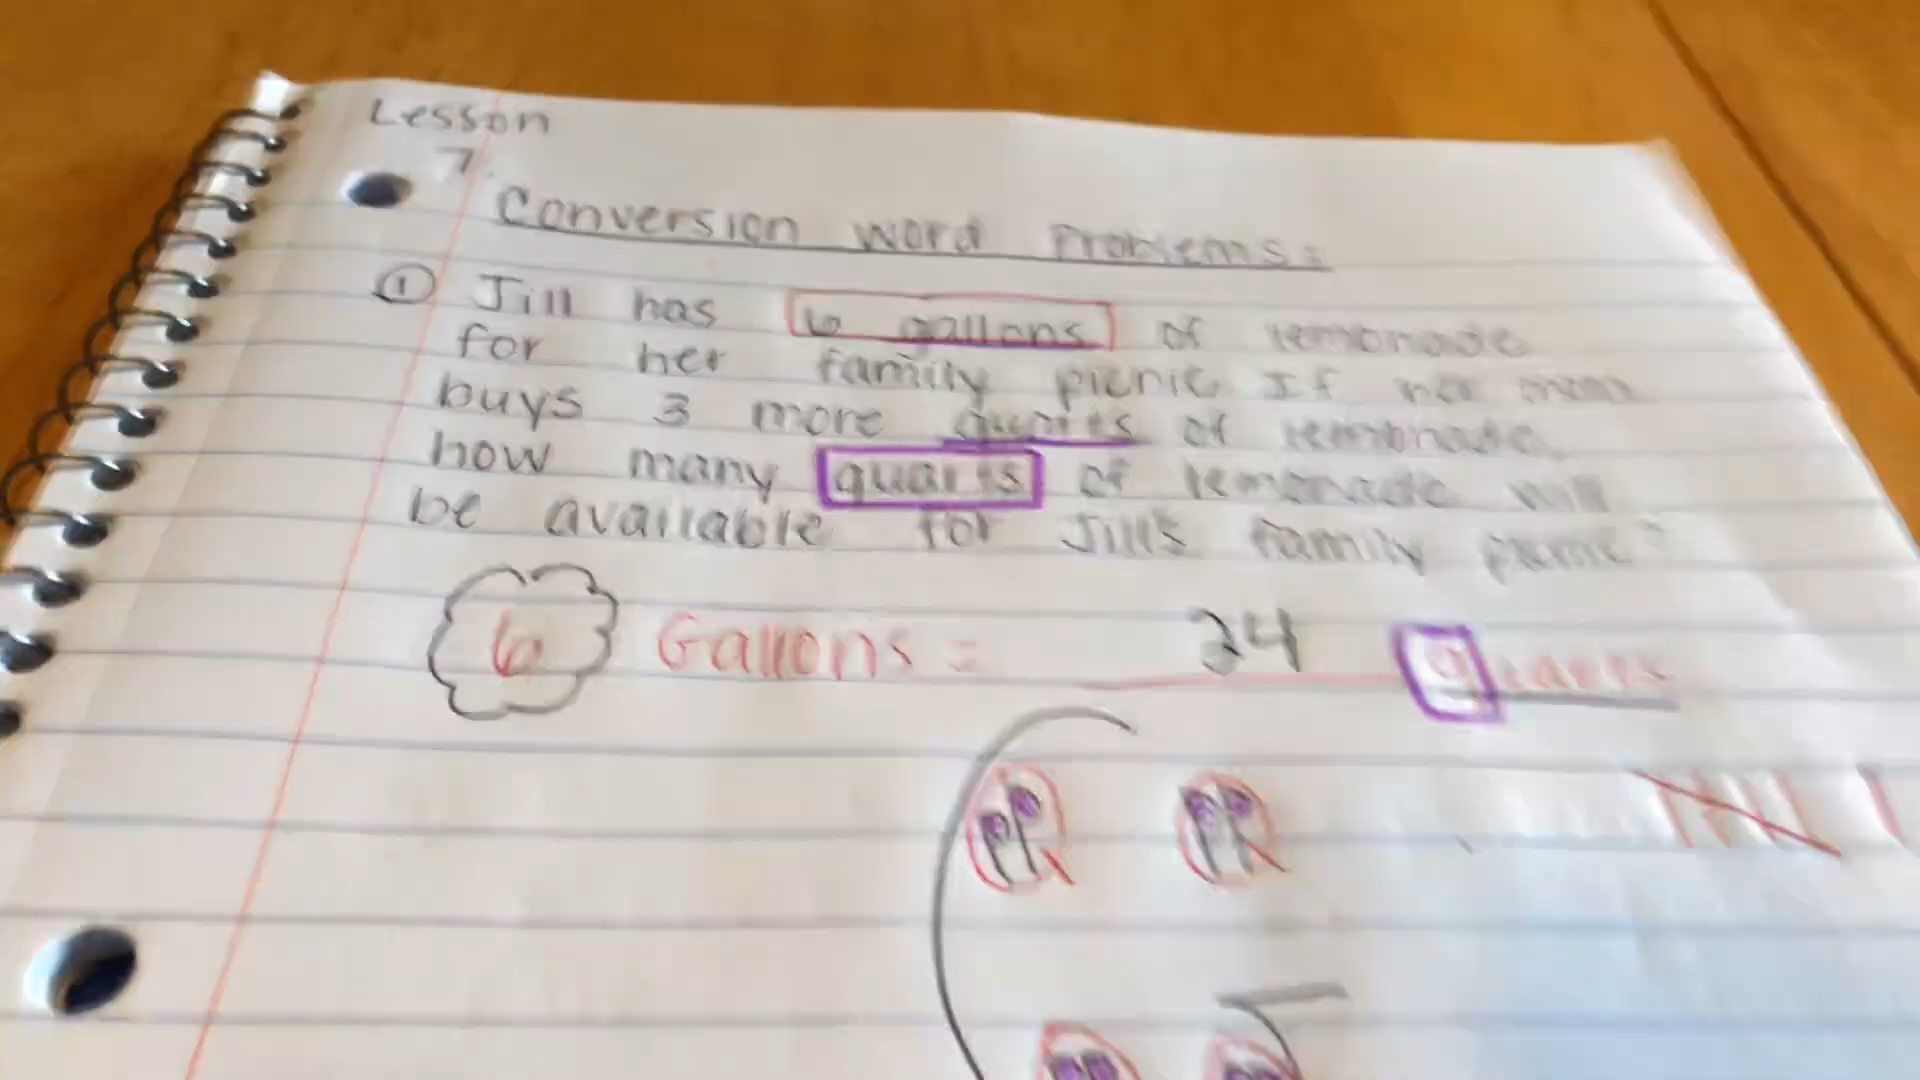 Lesson
7.
Conversion word Problems:
① Jill has 6 gallons of lemonade
for her family picnic. If her mom
buys 3 more quarts of lemonade,
how many quarts of lemonade will
be available for Jill's family picnic?
6 Gallons = 24 quarts